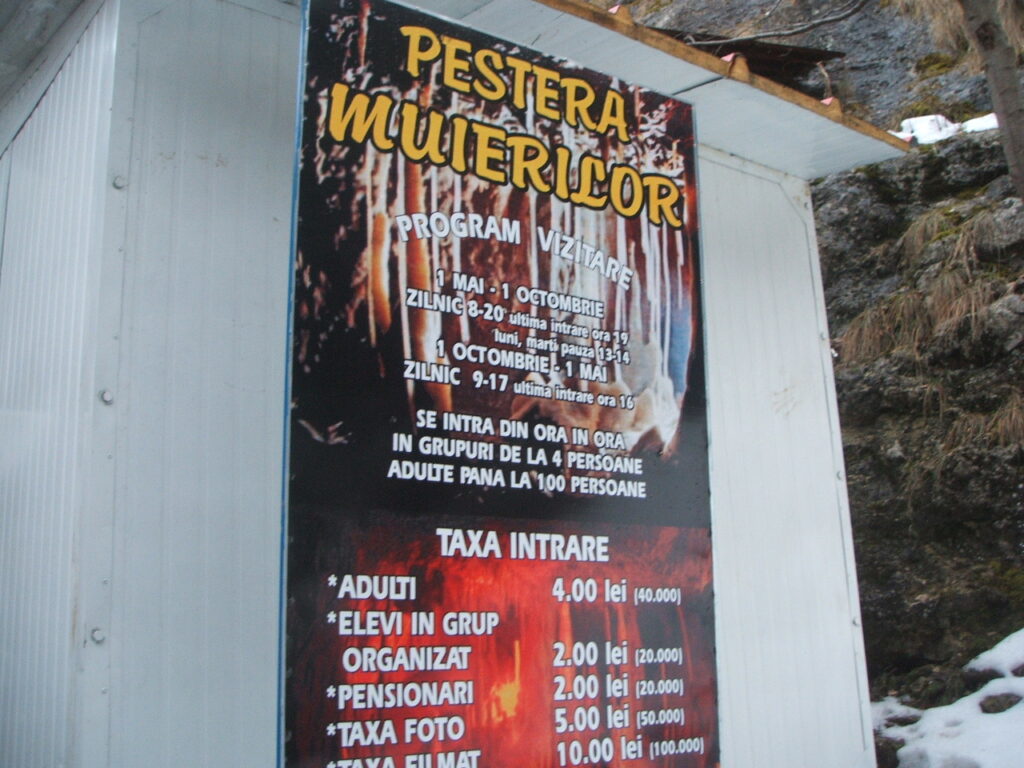 PESTERA
MUIERILOR
PROGRAM VIZITARE
1 MAI - 1 OCTOMBRIE
ZILNIC 8-20 ultima intrare ora 19
luni, marti pauza 13-14
1 OCTOMBRIE - 1 MAI
ZILNIC 9-17 ultima intrare ora 16
SE INTRA DIN ORA IN ORA
IN GRUPURI DE LA 4 PERSOANE
ADULTE PANA LA 100 PERSOANE
TAXA INTRARE
*ADULTI 4.00 lei (40.000)
*ELEVI IN GRUP
ORGANIZAT 2.00 lei (20.000)
*PENSIONARI 2.00 lei (20.000)
*TAXA FOTO 5.00 lei (50.000)
*TAXA FILMAT 10.00 lei (100.000)